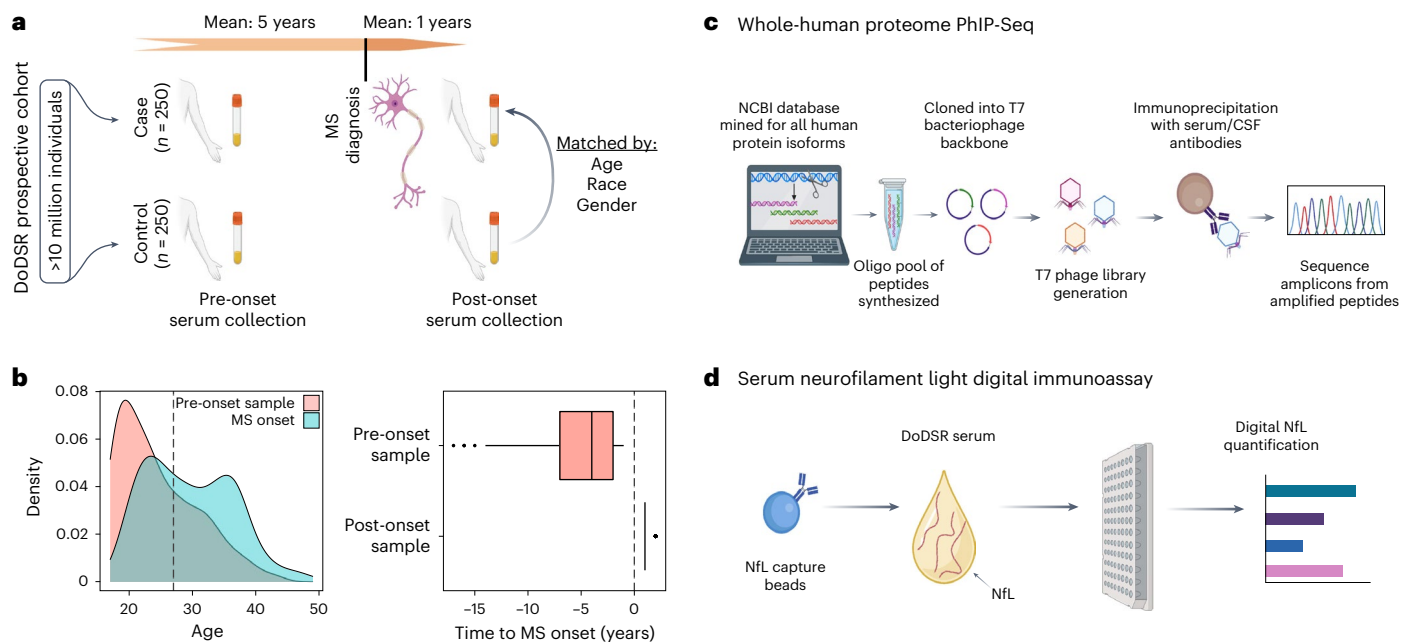 a
Mean: 5 years
Mean: 1 years
DoDSR prospective cohort
>10 million individuals
Case
(n = 250)
Control
(n = 250)
MS
diagnosis
Matched by:
Age
Race
Gender
Pre-onset
serum collection
Post-onset
serum collection
b
0.08
0.06
0.04
0.02
0
Density
Pre-onset sample
MS onset
20
30
40
50
Age
Pre-onset
sample
Post-onset
sample
–15
–10
–5
0
Time to MS onset (years)
c Whole-human proteome PhIP-Seq
NCBI database
mined for all human
protein isoforms
Cloned into T7
bacteriophage
backbone
Immunoprecipitation
with serum/CSF
antibodies
Oligo pool of
peptides
synthesized
T7 phage library
generation
Sequence
amplicons from
amplified peptides
d Serum neurofilament light digital immunoassay
DoDSR serum
Digital NfL
quantification
NfL capture
beads
NfL